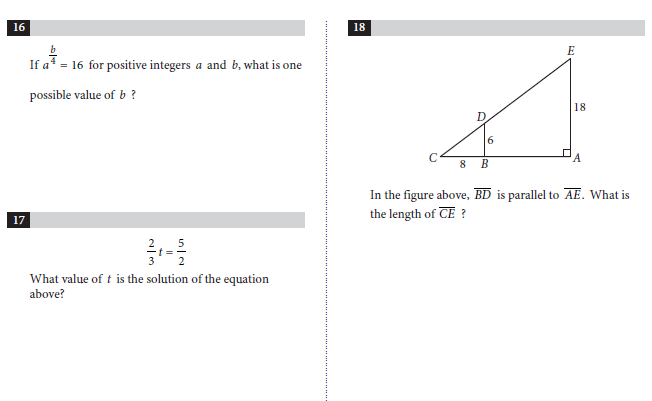 16
If a^(b/4) = 16 for positive integers a and b, what is one
possible value of b ?
17
2/3 t = 5/2
What value of t is the solution of the equation
above?
18
E
18
D
6
C
8 B
A
In the figure above, BD is parallel to AE. What is
the length of CE ?